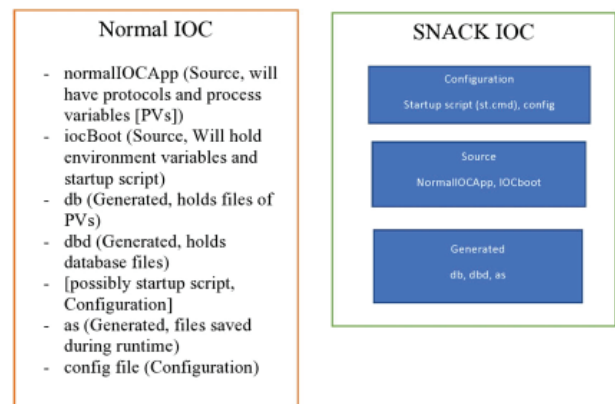 Normal IOC
- normalIOCApp (Source, will
have protocols and process
variables [PVs])
- iocBoot (Source, Will hold
environment variables and
startup script)
- db (Generated, holds files of
PVs)
- dbd (Generated, holds
database files)
- [possibly startup script,
Configuration]
- as (Generated, files saved
during runtime)
- config file (Configuration)
SNACK IOC
Configuration
Startup script (st.cmd), config
Source
NormalIOCApp, IOCboot
Generated
db, dbd, as